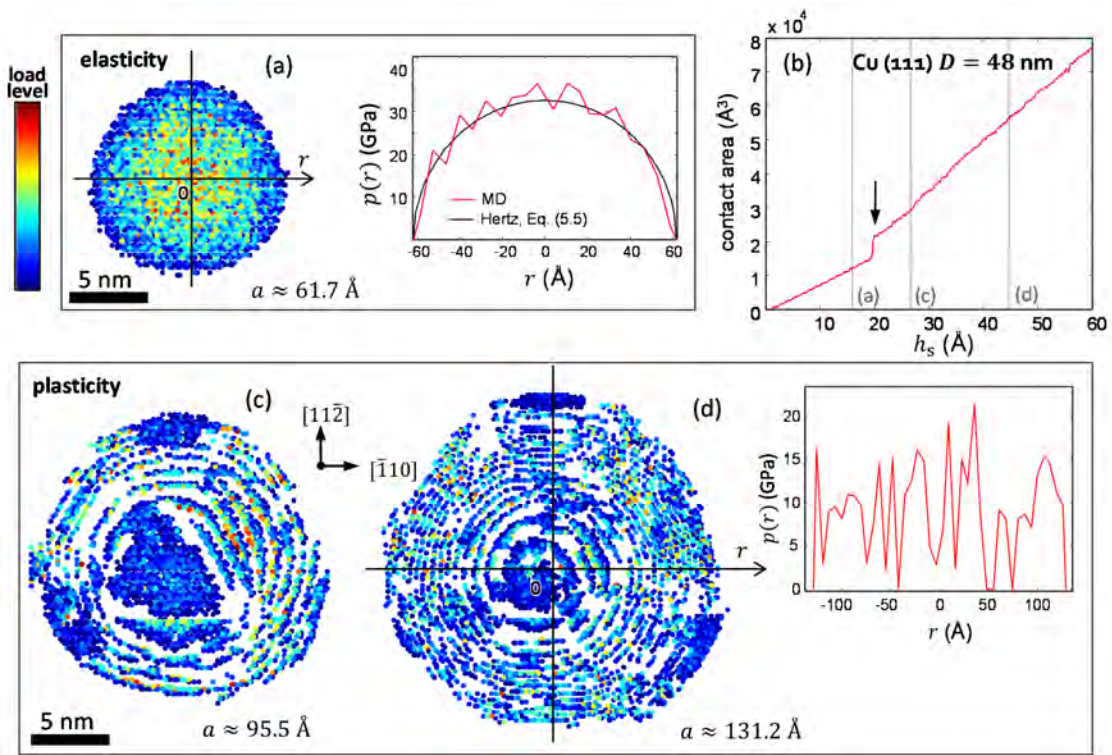 load
level
elasticity
(a)
r
0
5 nm
a ≈ 61.7 Å
p(r) (GPa)
40
30
20
10
MD
Hertz, Eq. (5.5)
-60 -40 -20 0 20 40 60
r (Å)
x 10⁴
(b) Cu (111) D = 48 nm
contact area (Å³)
8
7
6
5
4
3
2
1
0
(a) (c) (d)
10 20 30 40 50 60
hₛ (Å)
plasticity
(c)
[112̄]
[1̄10]
5 nm
a ≈ 95.5 Å
(d)
r
0
a ≈ 131.2 Å
p(r) (GPa)
20
15
10
5
0
-100 -50 0 50 100
r (Å)